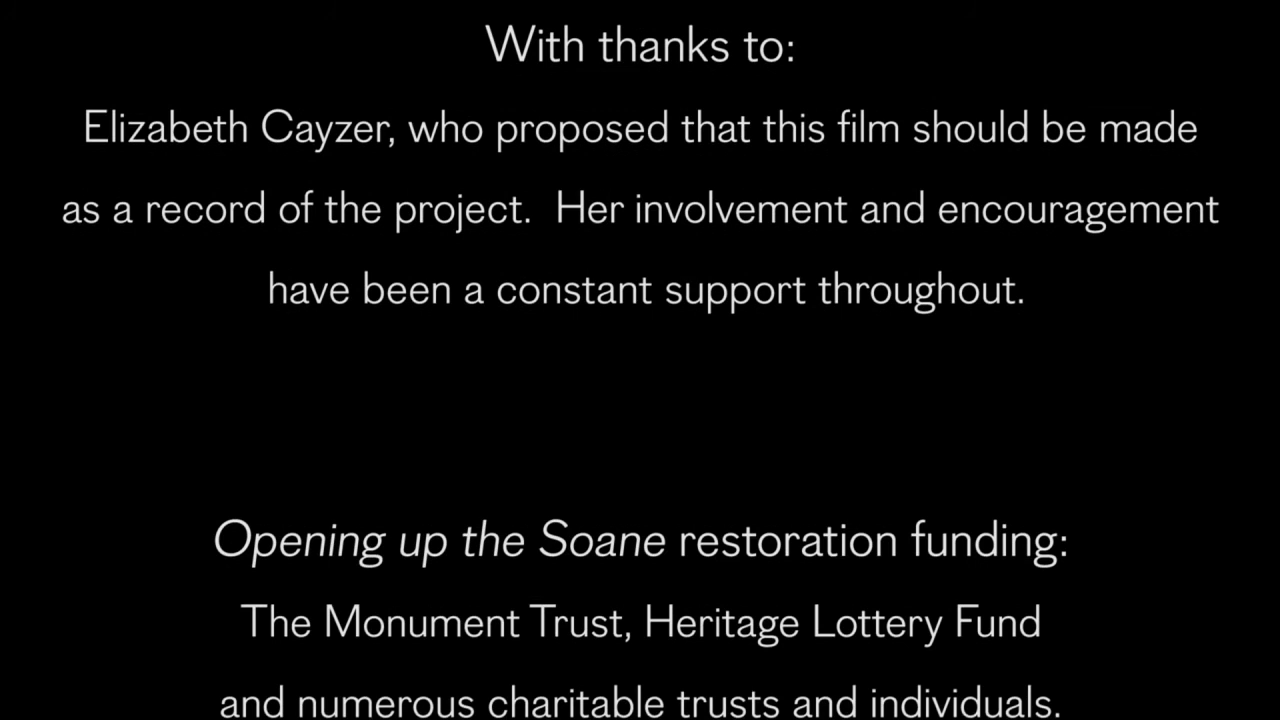 With thanks to:
Elizabeth Cayzer, who proposed that this film should be made
as a record of the project.  Her involvement and encouragement
have been a constant support throughout.
Opening up the Soane restoration funding:
The Monument Trust, Heritage Lottery Fund
and numerous charitable trusts and individuals.